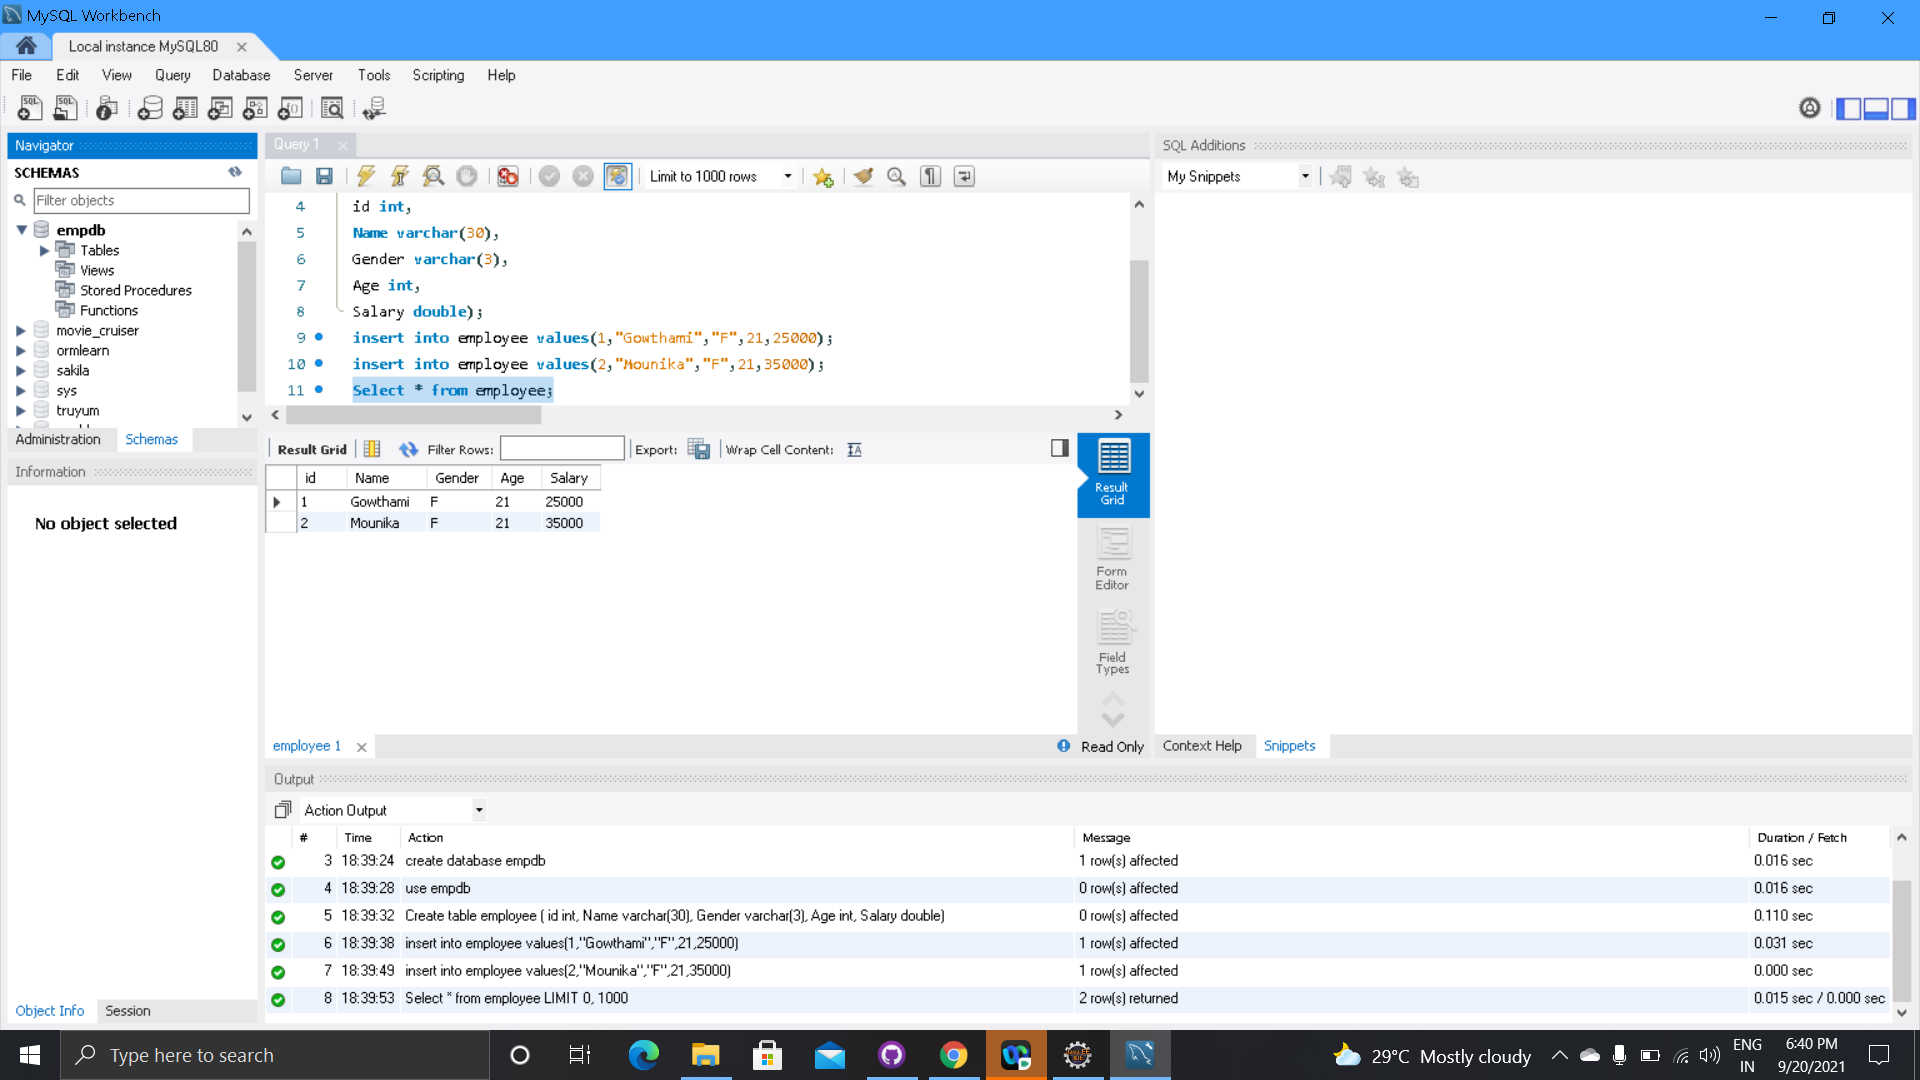 MySQL Workbench
Local instance MySQL80
File Edit View Query Database Server Tools Scripting Help
Navigator
SCHEMAS
Filter objects
empdb
Tables
Views
Stored Procedures
Functions
movie_cruiser
ormlearn
sakila
sys
truyum
Administration Schemas
Information
No object selected
Object Info Session
Query 1
Limit to 1000 rows
4 id int,
5 Name varchar(30),
6 Gender varchar(3),
7 Age int,
8 Salary double);
9 insert into employee values(1,"Gowthami","F",21,25000);
10 insert into employee values(2,"Mounika","F",21,35000);
11 Select * from employee;
Result Grid Filter Rows: Export: Wrap Cell Content:
id Name Gender Age Salary
1 Gowthami F 21 25000
2 Mounika F 21 35000
Result
Grid
Form
Editor
Field
Types
employee 1 Read Only
SQL Additions
My Snippets
Context Help Snippets
Output
Action Output
# Time Action Message Duration / Fetch
3 18:39:24 create database empdb 1 row(s) affected 0.016 sec
4 18:39:28 use empdb 0 row(s) affected 0.016 sec
5 18:39:32 Create table employee ( id int, Name varchar(30), Gender varchar(3), Age int, Salary double) 0 row(s) affected 0.110 sec
6 18:39:38 insert into employee values(1,"Gowthami","F",21,25000) 1 row(s) affected 0.031 sec
7 18:39:49 insert into employee values(2,"Mounika","F",21,35000) 1 row(s) affected 0.000 sec
8 18:39:53 Select * from employee LIMIT 0, 1000 2 row(s) returned 0.015 sec / 0.000 sec
Type here to search
29°C Mostly cloudy
ENG
IN
6:40 PM
9/20/2021